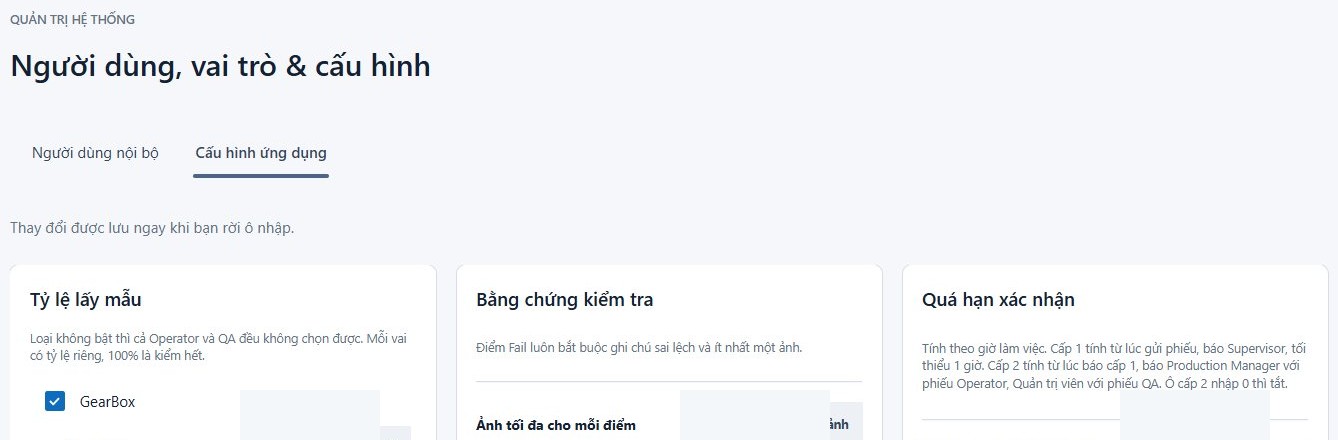 QUẢN TRỊ HỆ THỐNG
Người dùng, vai trò & cấu hình
Người dùng nội bộ
Cấu hình ứng dụng
Thay đổi được lưu ngay khi bạn rời ô nhập.
Tỷ lệ lấy mẫu
Loại không bật thì cả Operator và QA đều không chọn được. Mỗi vai
có tỷ lệ riêng, 100% là kiểm hết.
GearBox
Bằng chứng kiểm tra
Điểm Fail luôn bắt buộc ghi chú sai lệch và ít nhất một ảnh.
Ảnh tối đa cho mỗi điểm
ảnh
Quá hạn xác nhận
Tính theo giờ làm việc. Cấp 1 tính từ lúc gửi phiếu, báo Supervisor, tối
thiểu 1 giờ. Cấp 2 tính từ lúc báo cấp 1, báo Production Manager với
phiếu Operator, Quản trị viên với phiếu QA. Ô cấp 2 nhập 0 thì tắt.